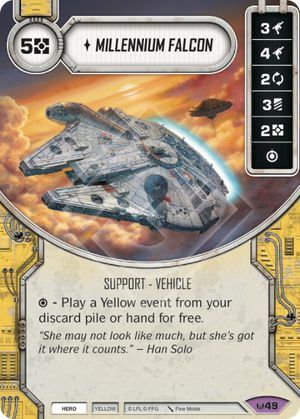 5
MILLENNIUM FALCON
3
4
2
3
2
SUPPORT - VEHICLE
- Play a Yellow event from your
discard pile or hand for free.
"She may not look like much, but she's got
it where it counts." – Han Solo
HERO
YELLOW
© LFL © FFG
Fine Molds
49